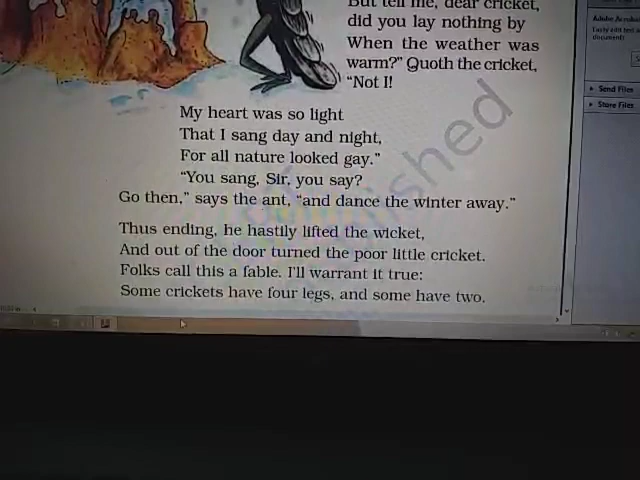 But tell me, dear cricket,
did you lay nothing by
When the weather was
warm?” Quoth the cricket,
“Not I!
My heart was so light
That I sang day and night,
For all nature looked gay.”
“You sang, Sir, you say?
Go then,” says the ant, “and dance the winter away.”
Thus ending, he hastily lifted the wicket,
And out of the door turned the poor little cricket.
Folks call this a fable. I'll warrant it true:
Some crickets have four legs, and some have two.
Adobe
Send Files
Store Files